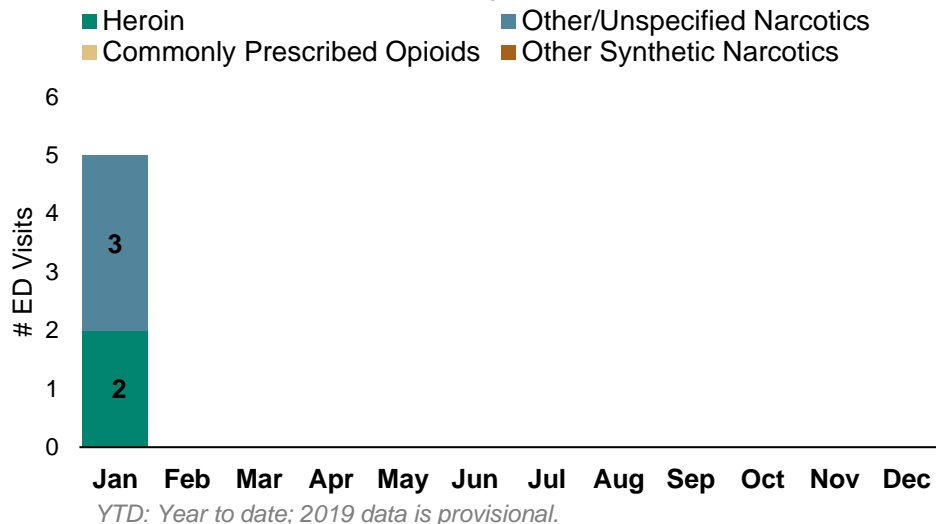 Heroin
Other/Unspecified Narcotics
Commonly Prescribed Opioids
Other Synthetic Narcotics
6
5
4
3
2
1
0
# ED Visits
3
2
Jan Feb Mar Apr May Jun Jul Aug Sep Oct Nov Dec
YTD: Year to date; 2019 data is provisional.